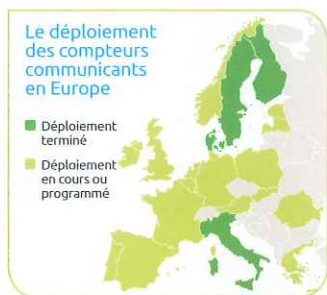 Le déploiement
des compteurs
communicants
en Europe
Déploiement
terminé
Déploiement
en cours ou
programmé